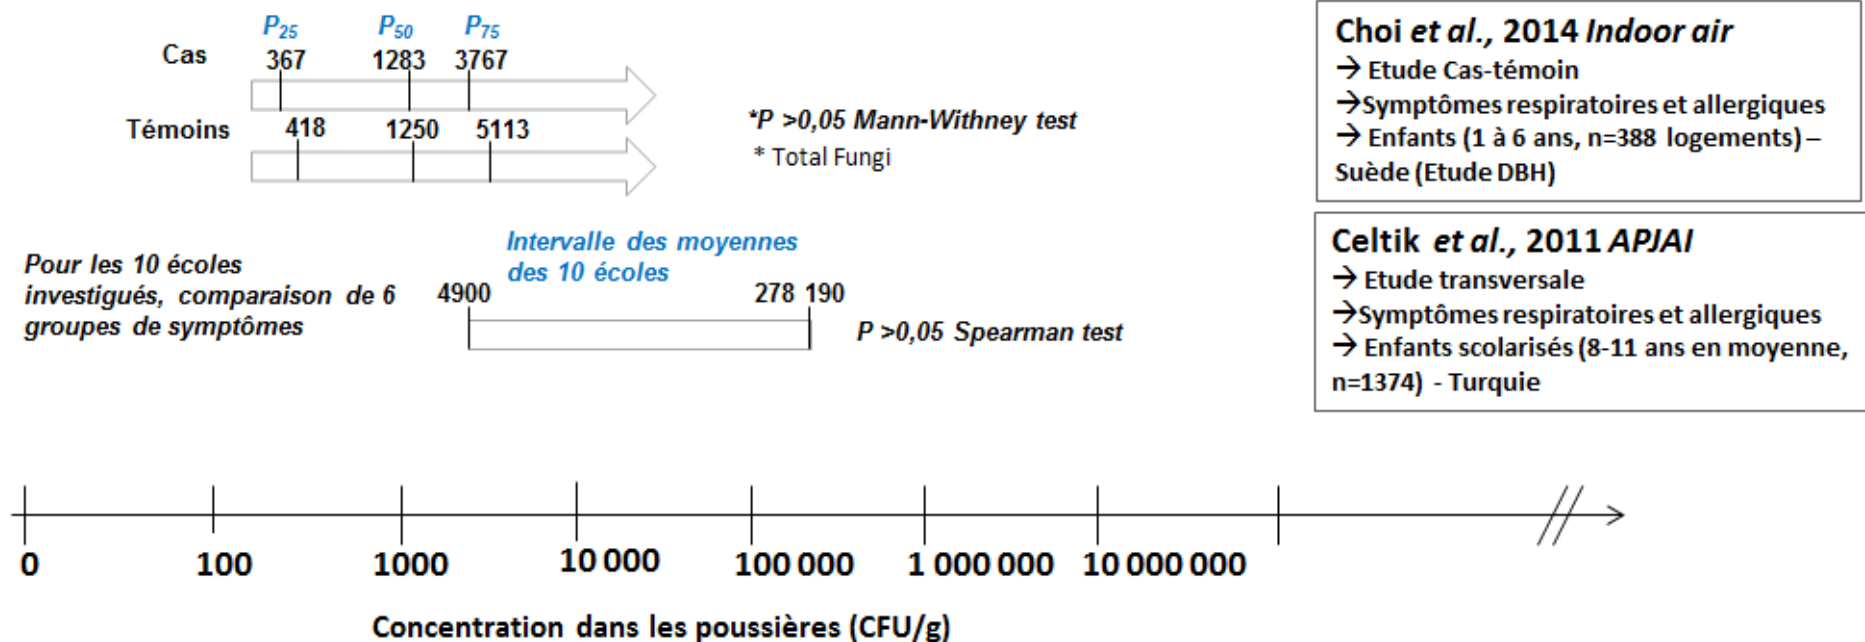 P25 P50 P75
Cas 367 1283 3767
Témoins 418 1250 5113
*P >0,05 Mann-Withney test
* Total Fungi
Choi et al., 2014 Indoor air
→ Etude Cas-témoin
→Symptômes respiratoires et allergiques
→ Enfants (1 à 6 ans, n=388 logements) –
Suède (Etude DBH)
Pour les 10 écoles
investigués, comparaison de 6
groupes de symptômes
Intervalle des moyennes
des 10 écoles
4900 278 190
P >0,05 Spearman test
Celtik et al., 2011 APJAI
→ Etude transversale
→Symptômes respiratoires et allergiques
→ Enfants scolarisés (8-11 ans en moyenne,
n=1374) - Turquie
0 100 1000 10 000 100 000 1 000 000 10 000 000
Concentration dans les poussières (CFU/g)